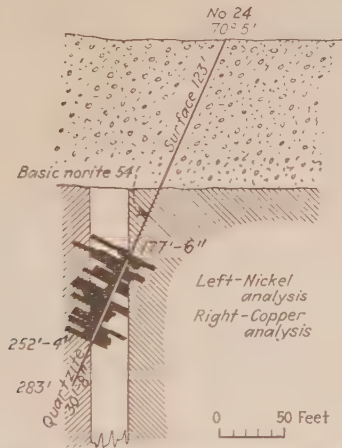 No 24
70° 5'
Surface 123'
Basic norite 54'
177'-6"
Left-Nickel
analysis
Right-Copper
analysis
252'-4"
283'
Quartzite
30'-8"
0 50 Feet